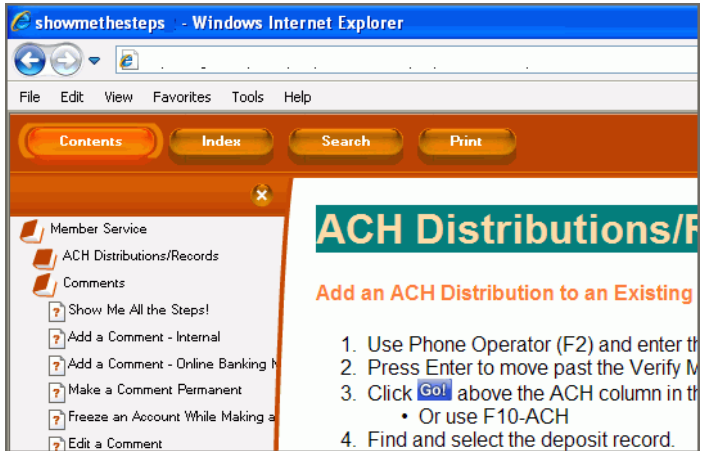 showmethesteps - Windows Internet Explorer
File Edit View Favorites Tools Help
Contents Index Search Print
Member Service
ACH Distributions/Records
Comments
Show Me All the Steps!
Add a Comment - Internal
Add a Comment - Online Banking
Make a Comment Permanent
Freeze an Account While Making a
Edit a Comment
ACH Distributions/
Add an ACH Distribution to an Existing
1. Use Phone Operator (F2) and enter
2. Press Enter to move past the Verify
3. Click Go! above the ACH column in
• Or use F10-ACH
4. Find and select the deposit record.